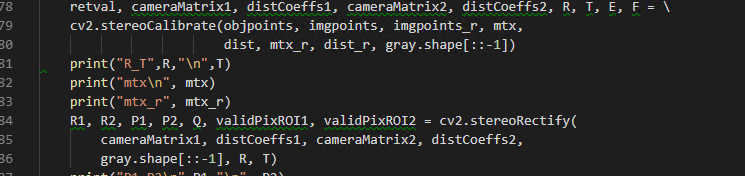 78 retval, cameraMatrix1, distCoeffs1, cameraMatrix2, distCoeffs2, R, T, E, F = \
79 cv2.stereoCalibrate(objpoints, imgpoints, imgpoints_r, mtx,
80 dist, mtx_r, dist_r, gray.shape[::-1])
81 print("R_T",R,"\n",T)
82 print("mtx\n", mtx)
83 print("mtx_r", mtx_r)
84 R1, R2, P1, P2, Q, validPixROI1, validPixROI2 = cv2.stereoRectify(
85 cameraMatrix1, distCoeffs1, cameraMatrix2, distCoeffs2,
86 gray.shape[::-1], R, T)